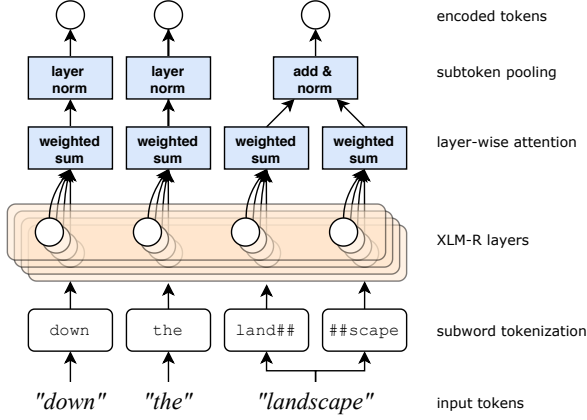 encoded tokens
layer norm layer norm add & norm subtoken pooling
weighted sum weighted sum weighted sum weighted sum layer-wise attention
XLM-R layers
down the land## ##scape subword tokenization
"down" "the" "landscape" input tokens